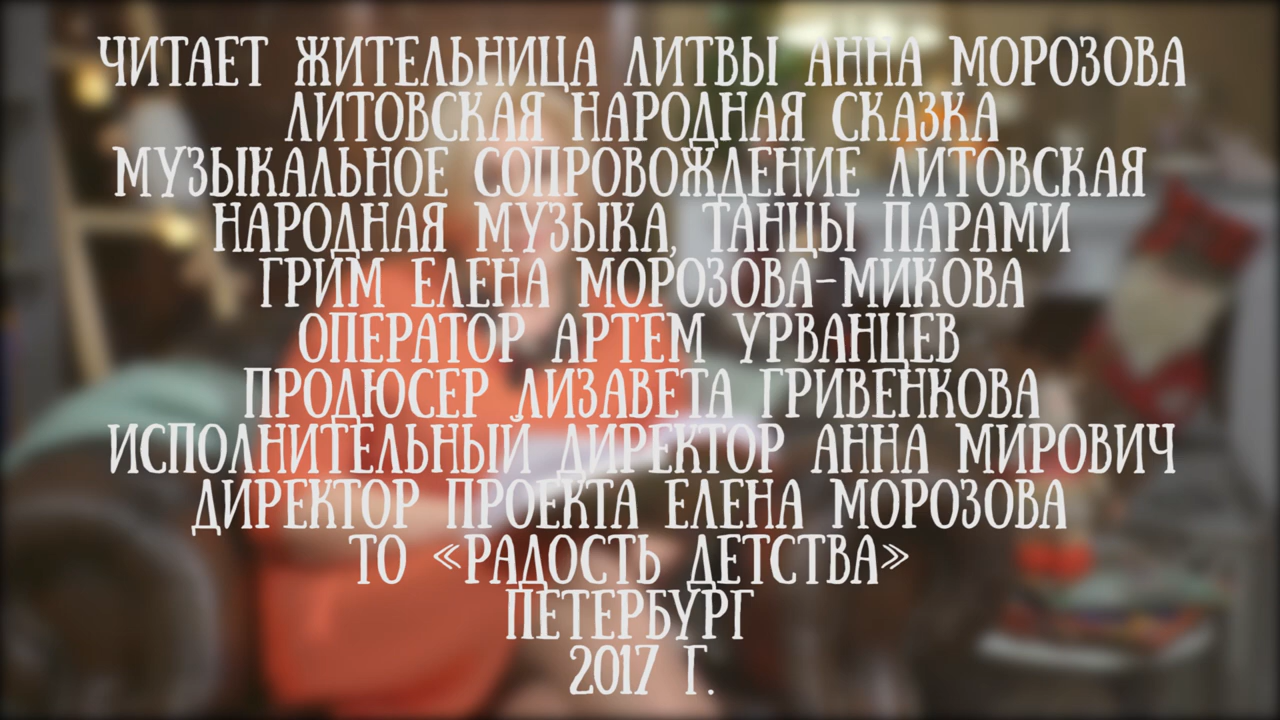 ЧИТАЕТ ЖИТЕЛЬНИЦА ЛИТВЫ АННА МОРОЗОВА
ЛИТОВСКАЯ НАРОДНАЯ СКАЗКА
МУЗЫКАЛЬНОЕ СОПРОВОЖДЕНИЕ ЛИТОВСКАЯ
НАРОДНАЯ МУЗЫКА, ТАНЦЫ ПАРАМИ
ГРИМ ЕЛЕНА МОРОЗОВА-МИКОВА
ОПЕРАТОР АРТЕМ УРВАНЦЕВ
ПРОДЮСЕР ЛИЗАВЕТА ГРИВЕНКОВА
ИСПОЛНИТЕЛЬНЫЙ ДИРЕКТОР АННА МИРОВИЧ
ДИРЕКТОР ПРОЕКТА ЕЛЕНА МОРОЗОВА
ТО «РАДОСТЬ ДЕТСТВА»
ПЕТЕРБУРГ
2017 Г.